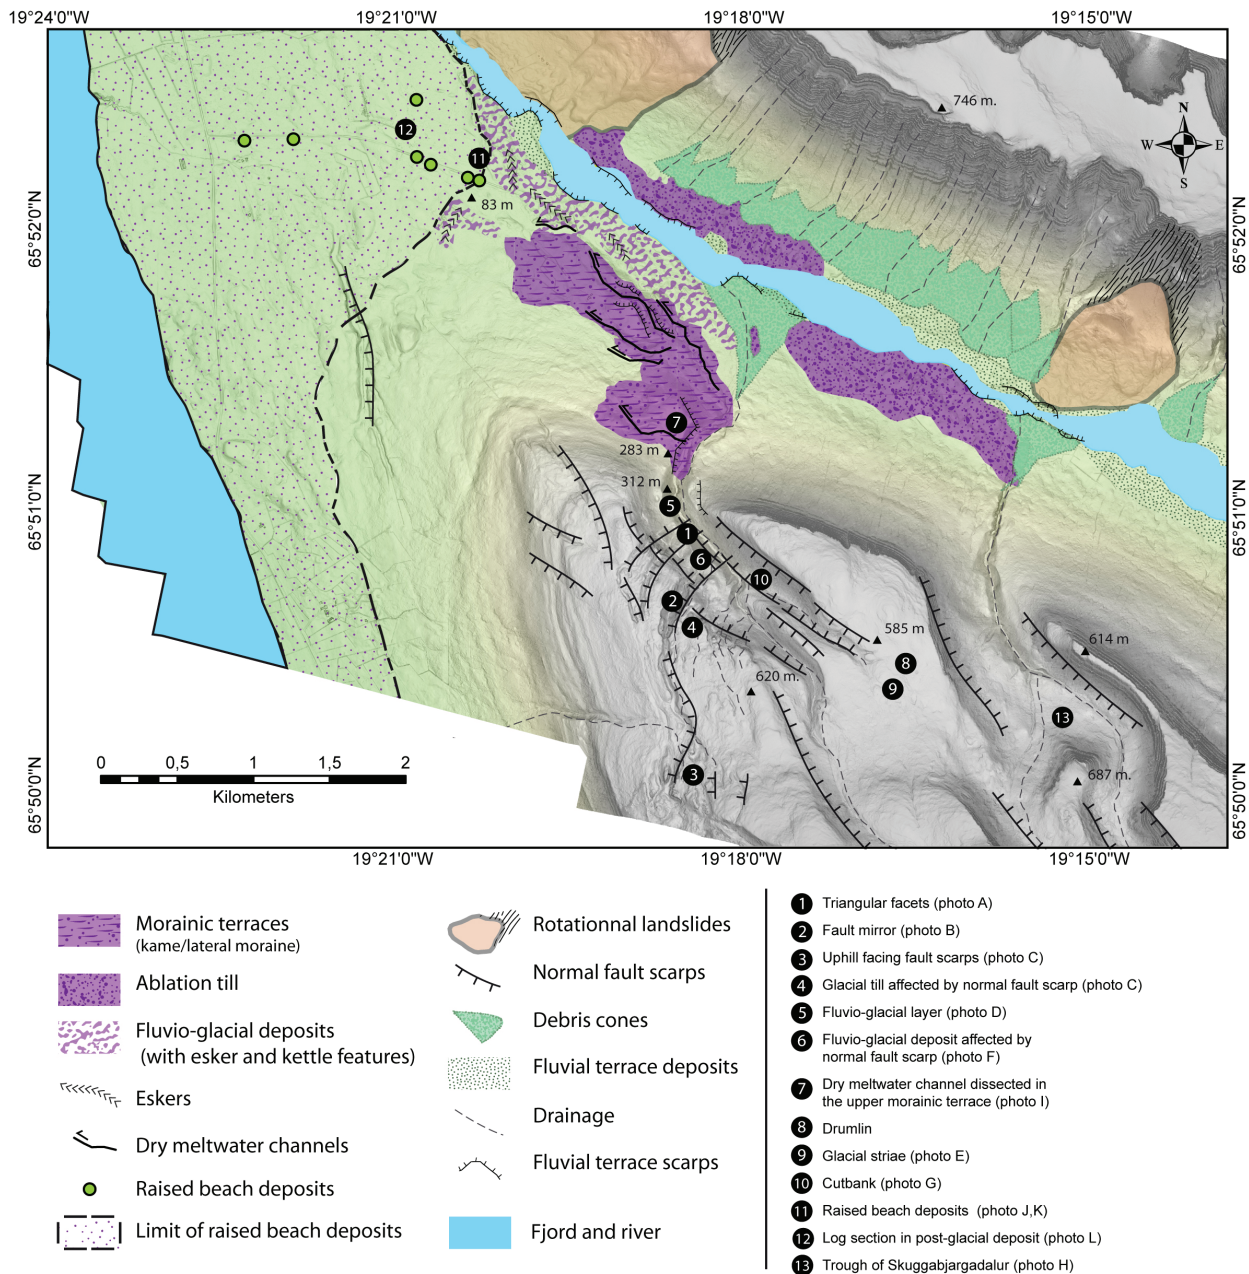 19°24'0"W
19°21'0"W
19°18'0"W
19°15'0"W
65°52'0"N
65°51'0"N
65°50'0"N
65°52'0"N
65°51'0"N
65°50'0"N
746 m.
N
W
E
S
12
11
83 m
7
283 m
312 m
5
1
6
10
2
4
585 m
8
9
620 m.
614 m
13
687 m.
3
0
0,5
1
1,5
2
Kilometers
19°21'0"W
19°18'0"W
19°15'0"W
Morainic terraces
(kame/lateral moraine)
Ablation till
Fluvio-glacial deposits
(with esker and kettle features)
Eskers
Dry meltwater channels
Raised beach deposits
Limit of raised beach deposits
Rotationnal landslides
Normal fault scarps
Debris cones
Fluvial terrace deposits
Drainage
Fluvial terrace scarps
Fjord and river
1 Triangular facets (photo A)
2 Fault mirror (photo B)
3 Uphill facing fault scarps (photo C)
4 Glacial till affected by normal fault scarp (photo C)
5 Fluvio-glacial layer (photo D)
6 Fluvio-glacial deposit affected by
normal fault scarp (photo F)
7 Dry meltwater channel dissected in
the upper morainic terrace (photo I)
8 Drumlin
9 Glacial striae (photo E)
10 Cutbank (photo G)
11 Raised beach deposits (photo J,K)
12 Log section in post-glacial deposit (photo L)
13 Trough of Skuggabjargadalur (photo H)